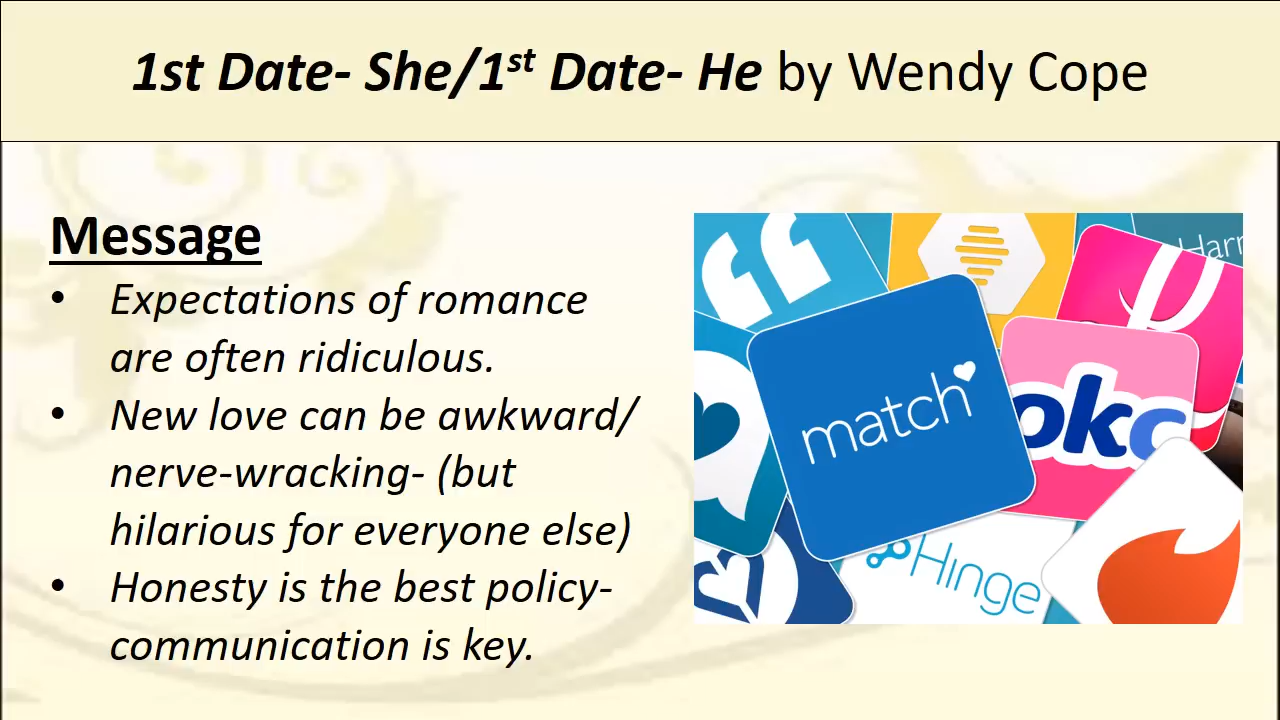 1st Date- She/1st Date- He by Wendy Cope
Message
• Expectations of romance
are often ridiculous.
• New love can be awkward/
nerve-wracking- (but
hilarious for everyone else)
• Honesty is the best policy-
communication is key.
Harr
match
okc
Hinge